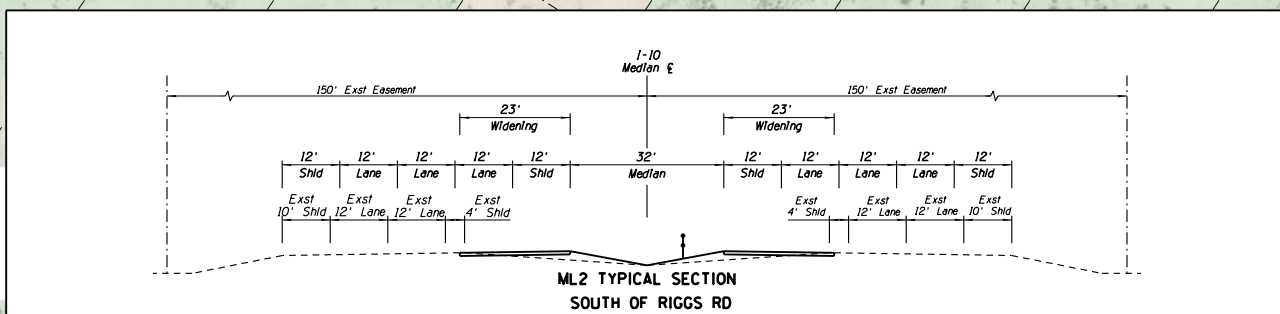 I-10
Median ℄
150' Exst Easement 150' Exst Easement
23' 23'
Widening Widening
12' 12' 12' 12' 12' 32' 12' 12' 12' 12' 12'
Shld Lane Lane Lane Shld Median Shld Lane Lane Lane Shld
Exst Exst Exst Exst Exst Exst Exst Exst
10' Shld 12' Lane 12' Lane 4' Shld 4' Shld 12' Lane 12' Lane 10' Shld
ML2 TYPICAL SECTION
SOUTH OF RIGGS RD